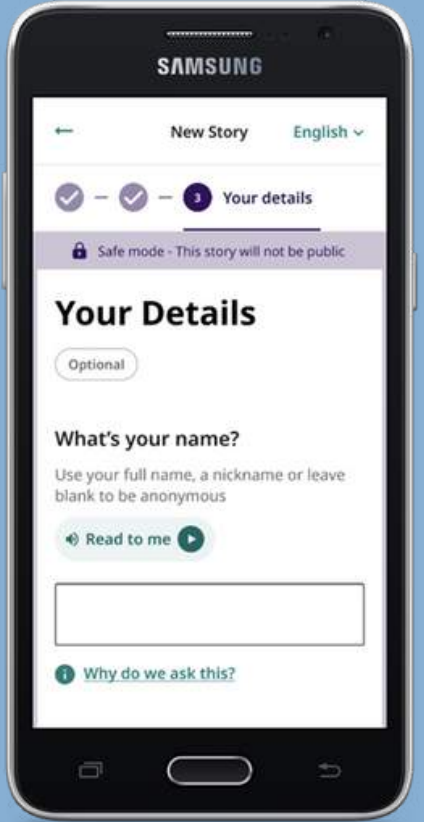 SAMSUNG
New Story
English
3
Your details
Safe mode - This story will not be public
Your Details
Optional
What's your name?
Use your full name, a nickname or leave
blank to be anonymous
Read to me
Why do we ask this?